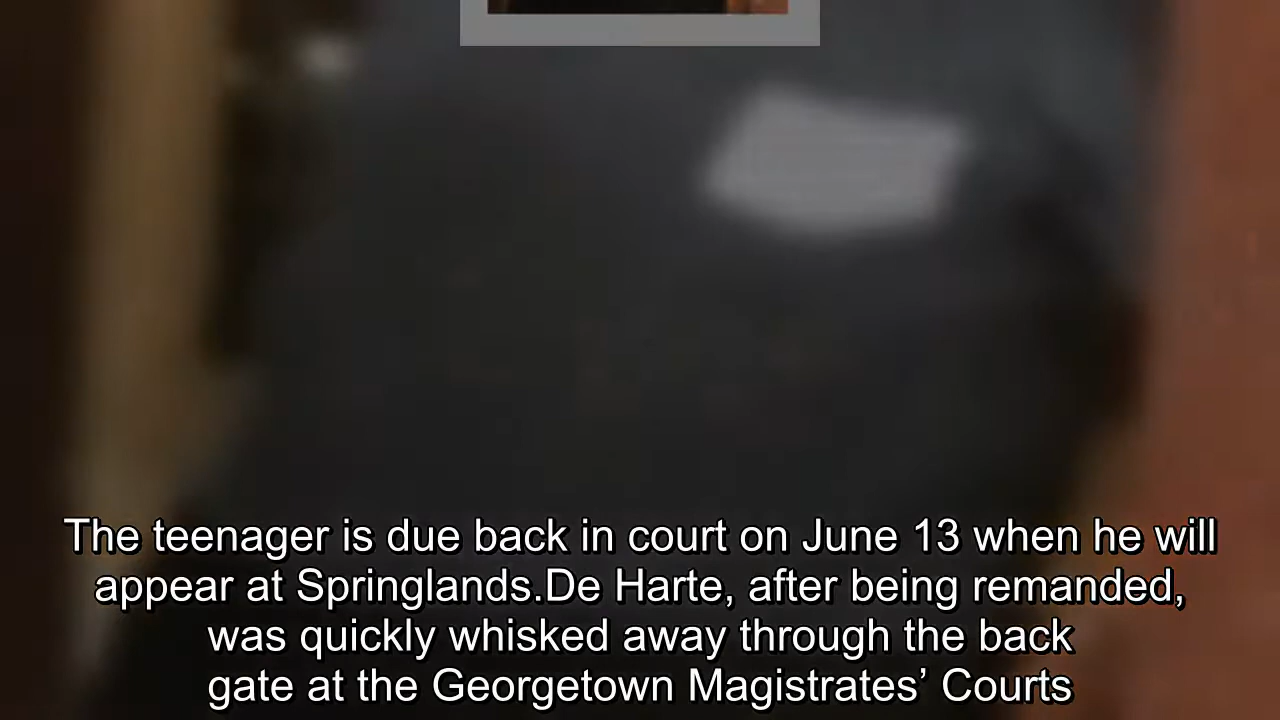 The teenager is due back in court on June 13 when he will
appear at Springlands.De Harte, after being remanded,
was quickly whisked away through the back
gate at the Georgetown Magistrates’ Courts